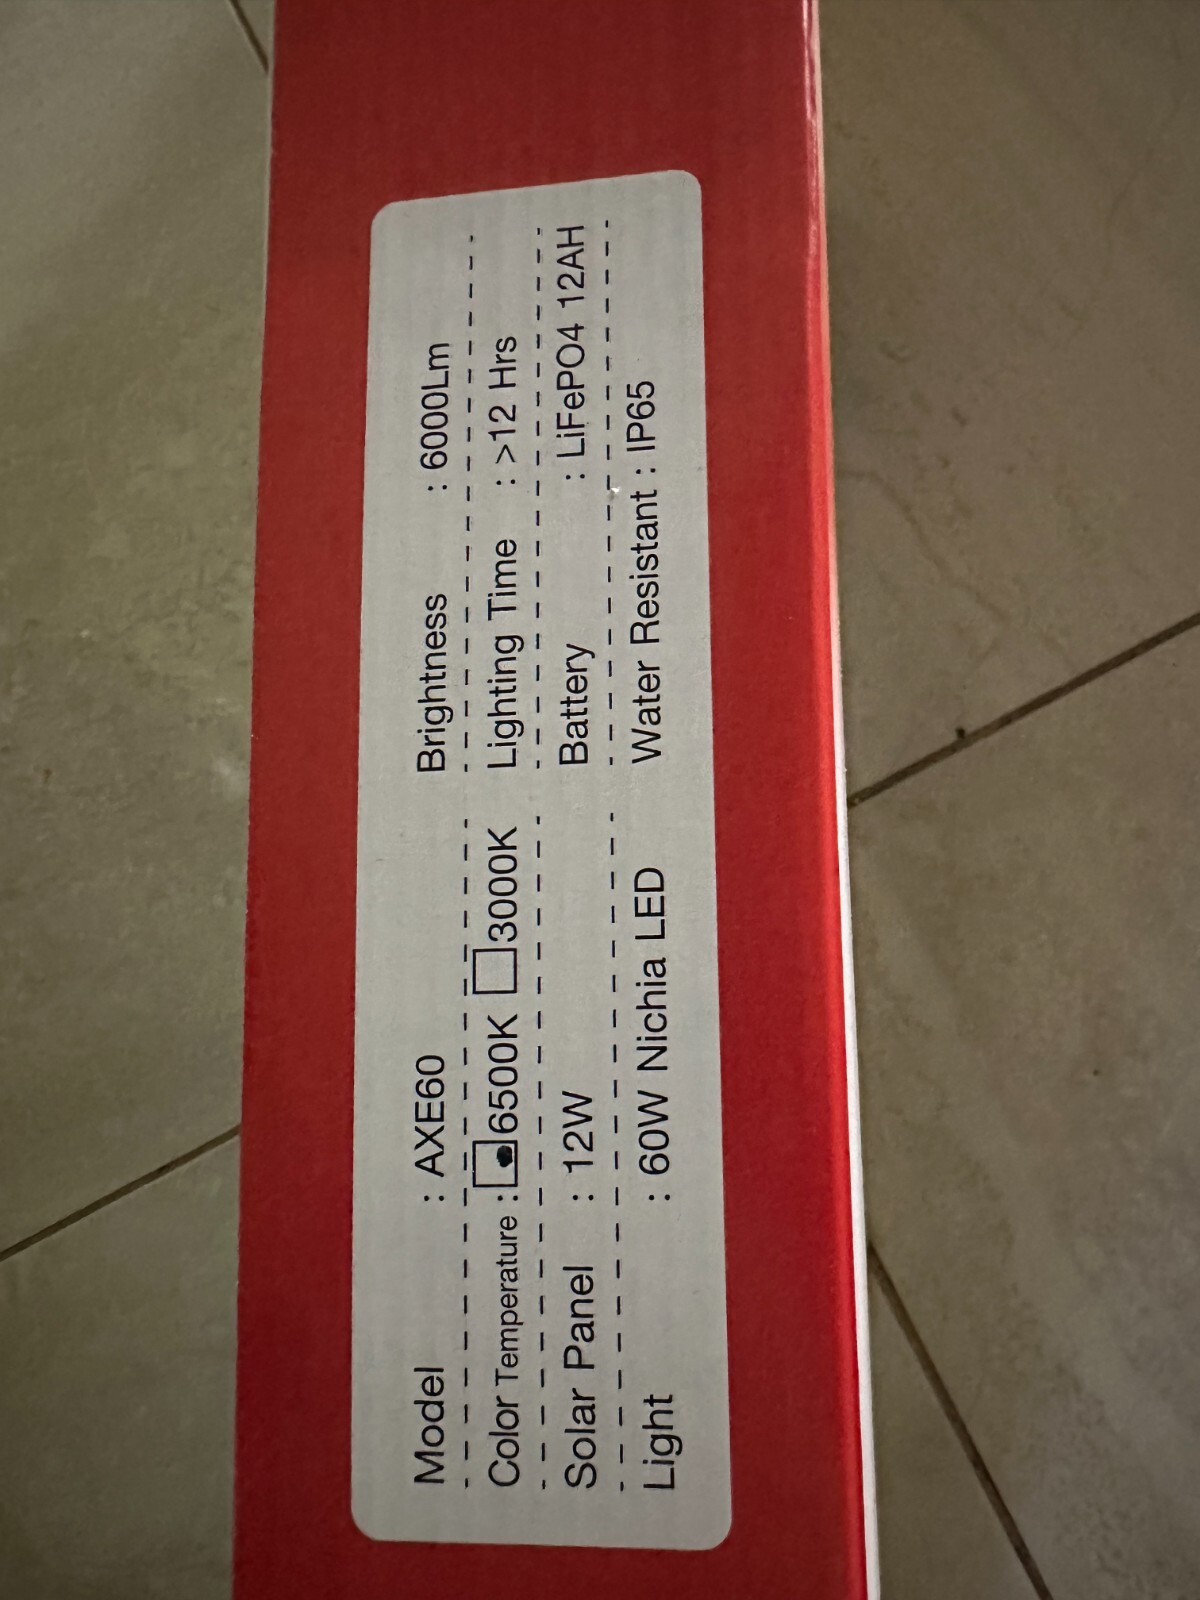 Model : AXE60
Color Temperature : 6500K 3000K
Solar Panel : 12W
Light : 60W Nichia LED
Brightness : 6000Lm
Lighting Time : >12 Hrs
Battery : LiFePO4 12AH
Water Resistant : IP65